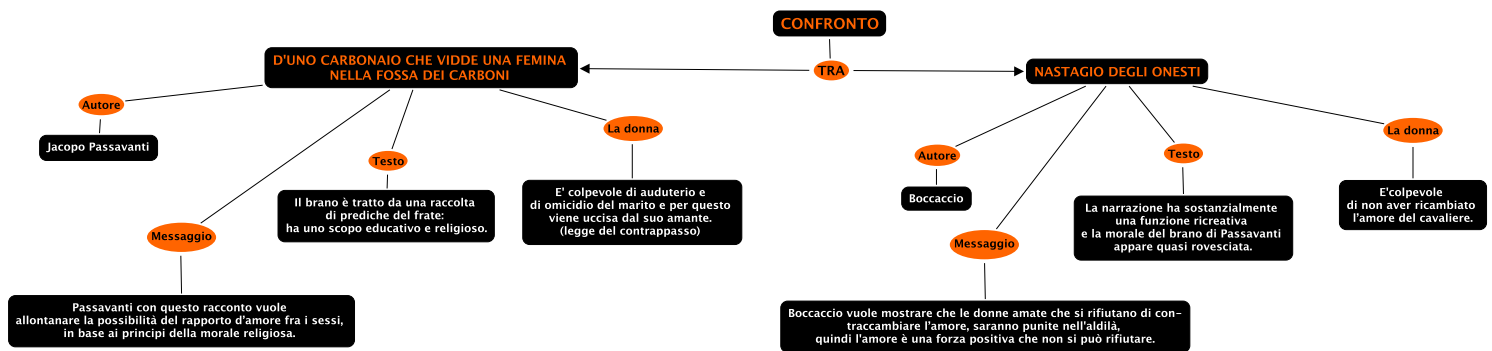 CONFRONTO
TRA
D'UNO CARBONAIO CHE VIDDE UNA FEMINA
NELLA FOSSA DEI CARBONI
Autore
Jacopo Passavanti
Messaggio
Passavanti con questo racconto vuole
allontanare la possibilità del rapporto d'amore fra i sessi,
in base ai principi della morale religiosa.
Testo
Il brano è tratto da una raccolta
di prediche del frate:
ha uno scopo educativo e religioso.
La donna
E' colpevole di auduterio e
di omicidio del marito e per questo
viene uccisa dal suo amante.
(legge del contrappasso)
NASTAGIO DEGLI ONESTI
Autore
Boccaccio
Messaggio
Boccaccio vuole mostrare che le donne amate che si rifiutano di con-
traccambiare l'amore, saranno punite nell'aldilà,
quindi l'amore è una forza positiva che non si può rifiutare.
Testo
La narrazione ha sostanzialmente
una funzione ricreativa
e la morale del brano di Passavanti
appare quasi rovesciata.
La donna
E'colpevole
di non aver ricambiato
l'amore del cavaliere.